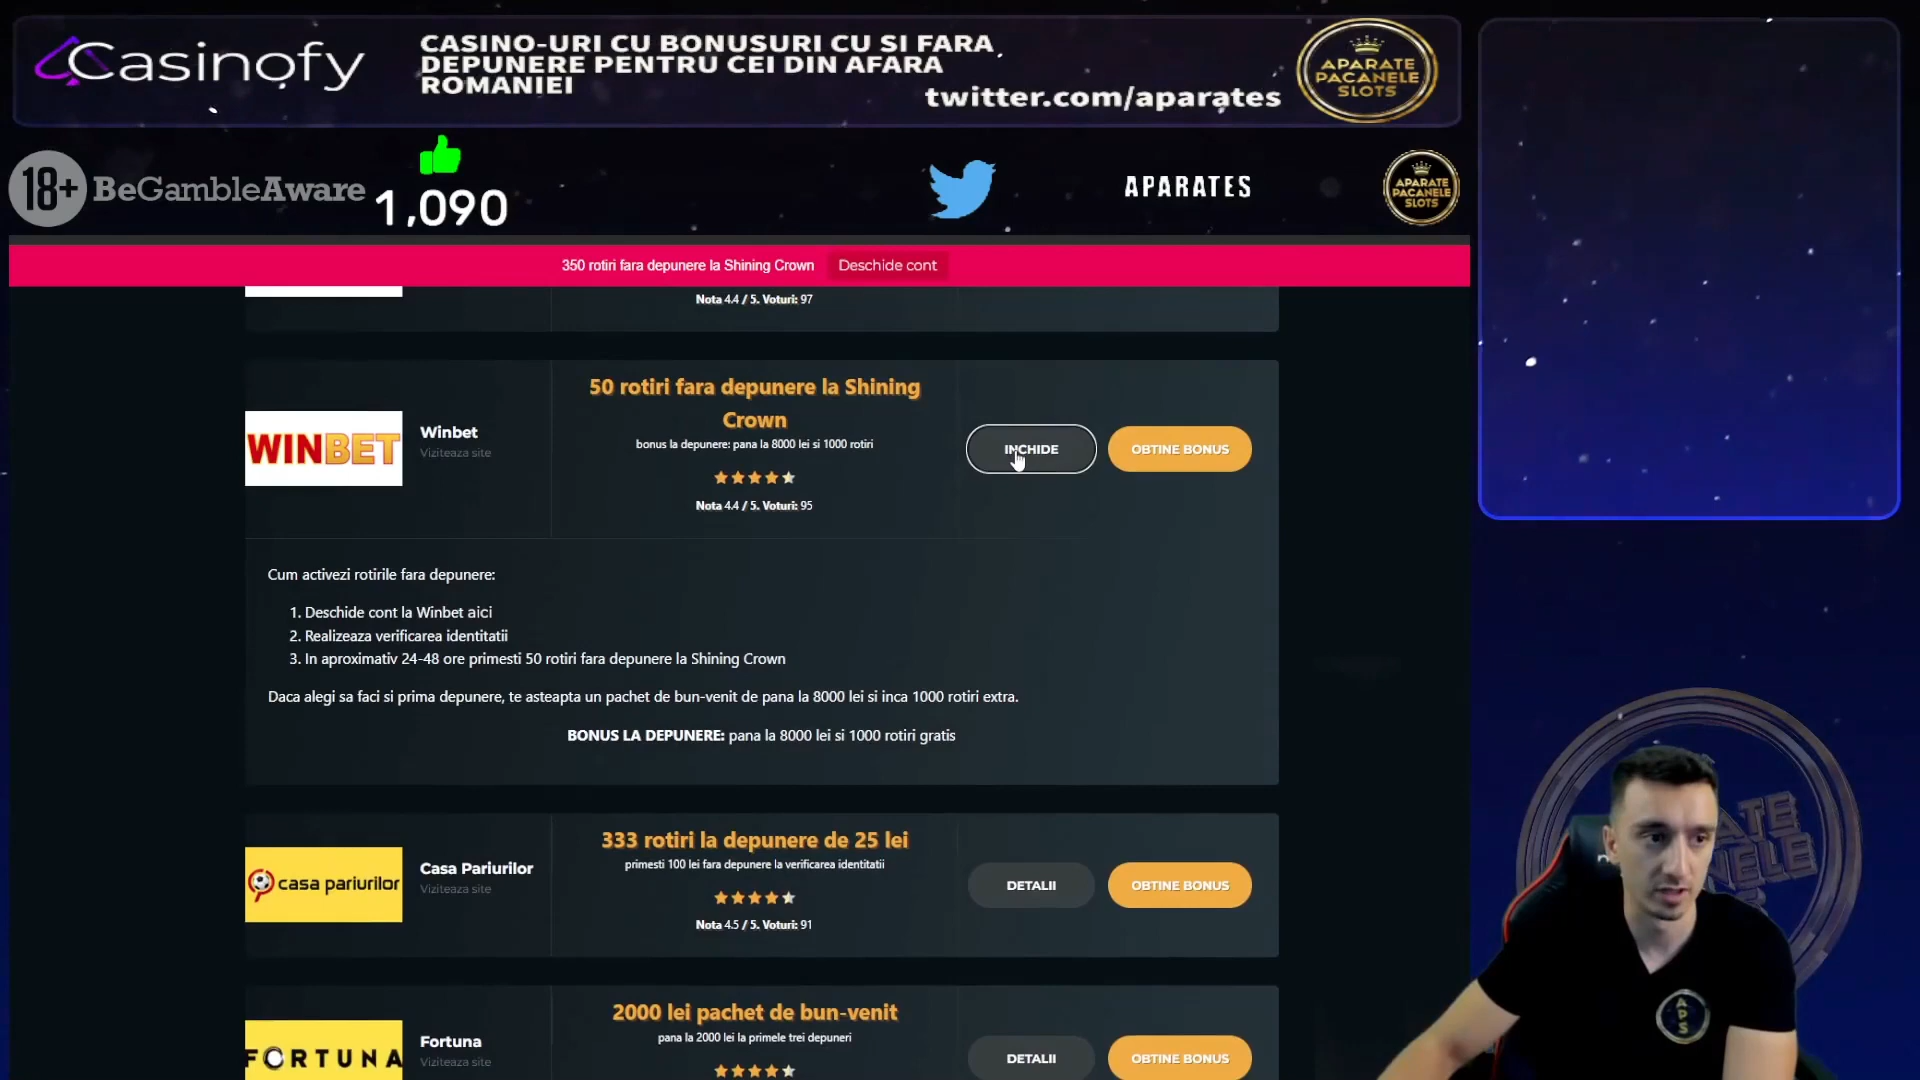 Casinofy
CASINO-URI CU BONUSURI CU SI FARA
DEPUNERE PENTRU CEI DIN AFARA
ROMANIEI
twitter.com/aparates
APARATE
PACANELE
SLOTS
18+ BeGambleAware
1,090
APARATES
APARATE
PACANELE
SLOTS
350 rotiri fara depunere la Shining Crown
Deschide cont
Nota 4.4 / 5. Voturi: 97
WINBET
Winbet
Viziteaza site
50 rotiri fara depunere la Shining
Crown
bonus la depunere: pana la 8000 lei si 1000 rotiri
Nota 4.4 / 5. Voturi: 95
INCHIDE
OBTINE BONUS
Cum activezi rotirile fara depunere:
1. Deschide cont la Winbet aici
2. Realizeaza verificarea identitatii
3. In aproximativ 24-48 ore primesti 50 rotiri fara depunere la Shining Crown
Daca alegi sa faci si prima depunere, te asteapta un pachet de bun-venit de pana la 8000 lei si inca 1000 rotiri extra.
BONUS LA DEPUNERE: pana la 8000 lei si 1000 rotiri gratis
casa pariurilor
Casa Pariurilor
Viziteaza site
333 rotiri la depunere de 25 lei
primesti 100 lei fara depunere la verificarea identitatii
Nota 4.5 / 5. Voturi: 91
DETALII
OBTINE BONUS
FORTUNA
Fortuna
Viziteaza site
2000 lei pachet de bun-venit
pana la 2000 lei la primele trei depuneri
DETALII
OBTINE BONUS
APS